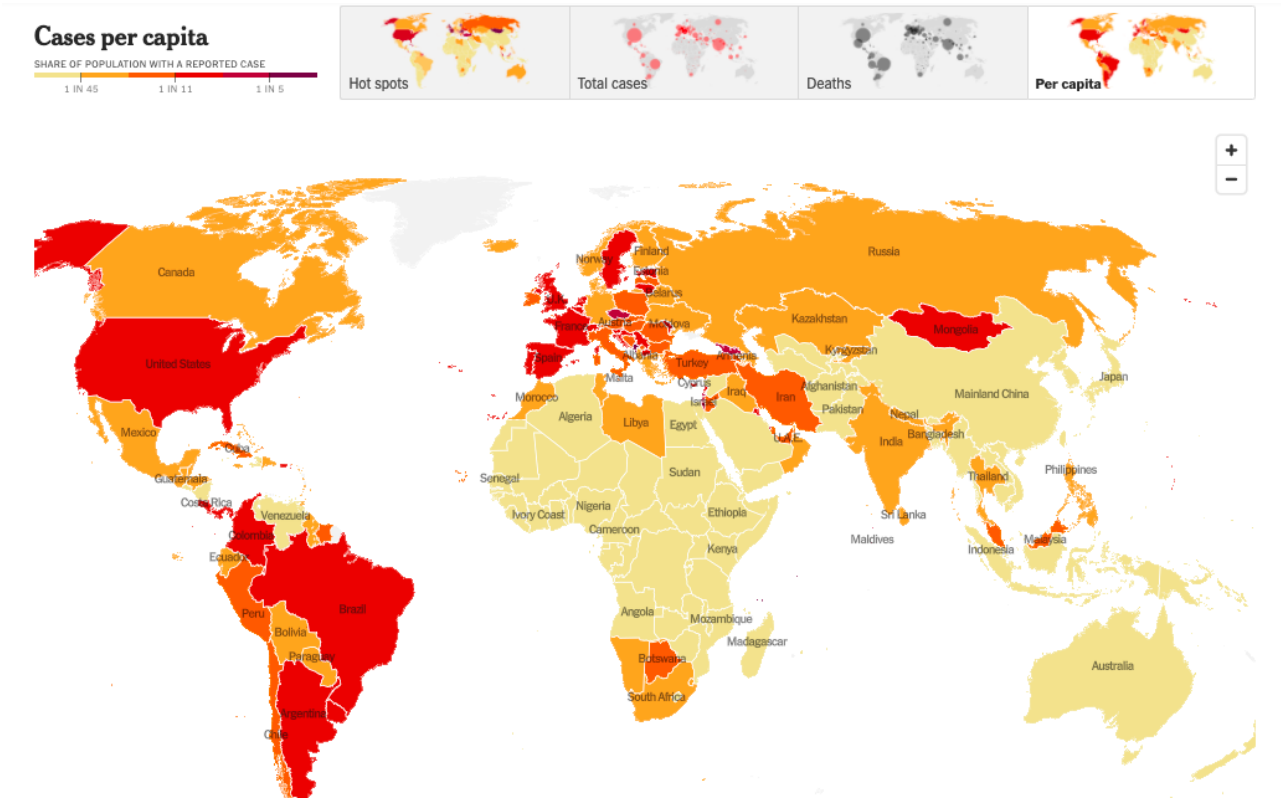 Cases per capita
SHARE OF POPULATION WITH A REPORTED CASE
1 IN 45
1 IN 11
1 IN 5
Hot spots
Total cases
Deaths
Per capita
+
−
Canada
Norway
Finland
Estonia
Russia
U.K.
Belarus
France
Austria
Moldova
Kazakhstan
Mongolia
United States
Spain
Albania
Turkey
Armenia
Kyrgyzstan
Malta
Cyprus
Japan
Morocco
Israel
Iraq
Iran
Afghanistan
Mainland China
Algeria
Libya
Egypt
Pakistan
Nepal
Mexico
U.A.E.
India
Bangladesh
Cuba
Guatemala
Senegal
Sudan
Thailand
Philippines
Costa Rica
Venezuela
Ivory Coast
Nigeria
Ethiopia
Sri Lanka
Colombia
Cameroon
Maldives
Malaysia
Ecuador
Kenya
Indonesia
Peru
Brazil
Angola
Mozambique
Bolivia
Madagascar
Paraguay
Botswana
Australia
South Africa
Argentina
Chile